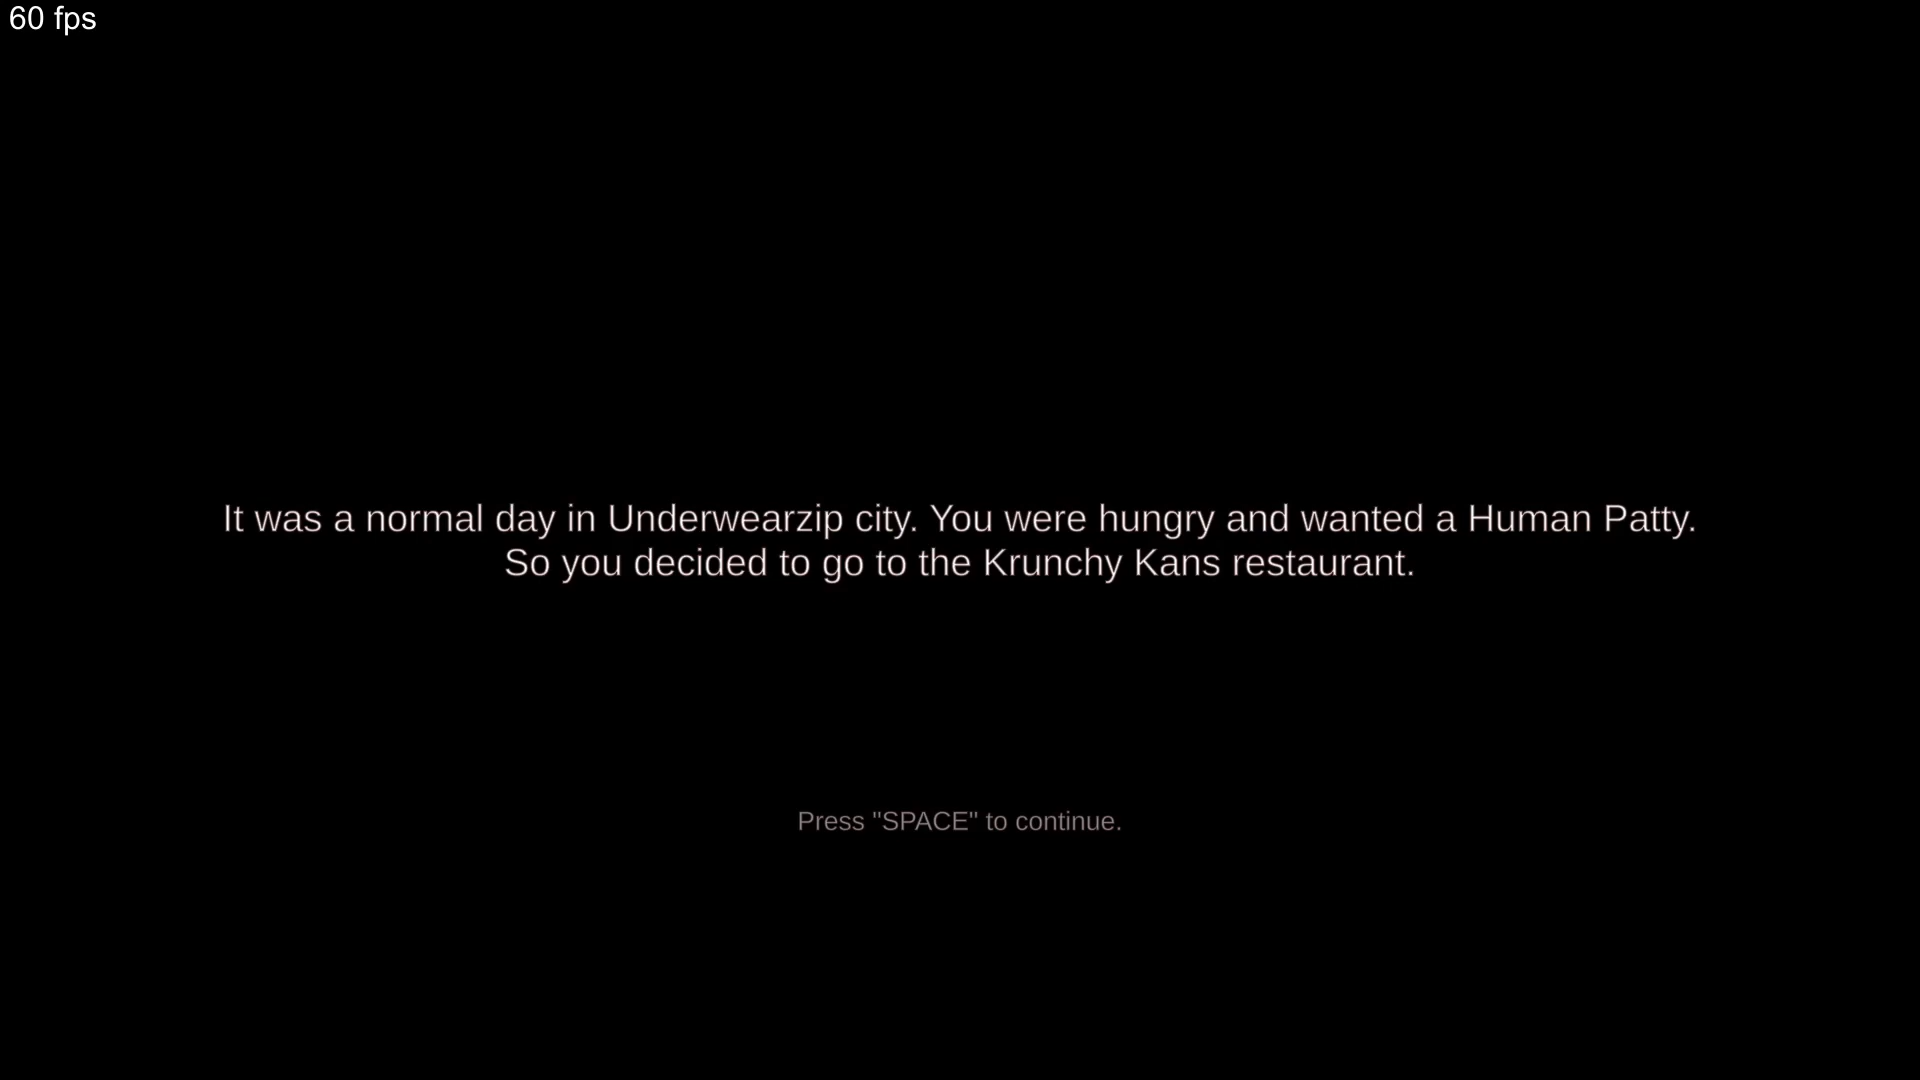 60 fps
It was a normal day in Underwearzip city. You were hungry and wanted a Human Patty.
So you decided to go to the Krunchy Kans restaurant.
Press "SPACE" to continue.